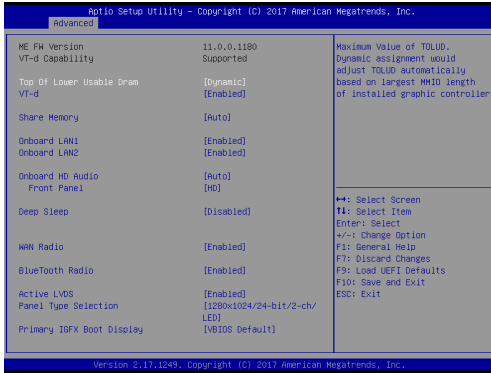 Aptio Setup Utility – Copyright (C) 2017 American Megatrends, Inc.
Advanced
ME FW Version 11.0.0.1180
VT-d Capability Supported
Top Of Lower Usable Dram [Dynamic]
VT-d [Enabled]
Share Memory [Auto]
Onboard LAN1 [Enabled]
Onboard LAN2 [Enabled]
Onboard HD Audio [Auto]
Front Panel [HD]
Deep Sleep [Disabled]
WAN Radio [Enabled]
BlueTooth Radio [Enabled]
Active LVDS [Enabled]
Panel Type Selection [1280x1024/24-bit/2-ch/
LED]
Primary IGFX Boot Display [VBIOS Default]
Maximum Value of TOLUD.
Dynamic assignment would
adjust TOLUD automatically
based on largest MMIO length
of installed graphic controller
↔: Select Screen
↑↓: Select Item
Enter: Select
+/-: Change Option
F1: General Help
F7: Discard Changes
F9: Load UEFI Defaults
F10: Save and Exit
ESC: Exit
Version 2.17.1249. Copyright (C) 2017 American Megatrends, Inc.